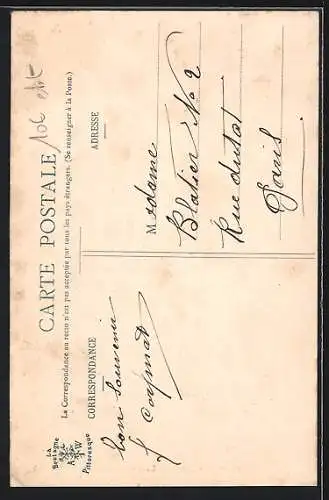 La
Bretagne
A W
Pittoresque
CARTE POSTALE
La Correspondance au recto n'est pas acceptée par tous les pays étrangers. (Se renseigner à la Poste.)
CORRESPONDANCE
ADRESSE
bon souvenir
Madame
Blatier No 2
Rue dutot
Paris